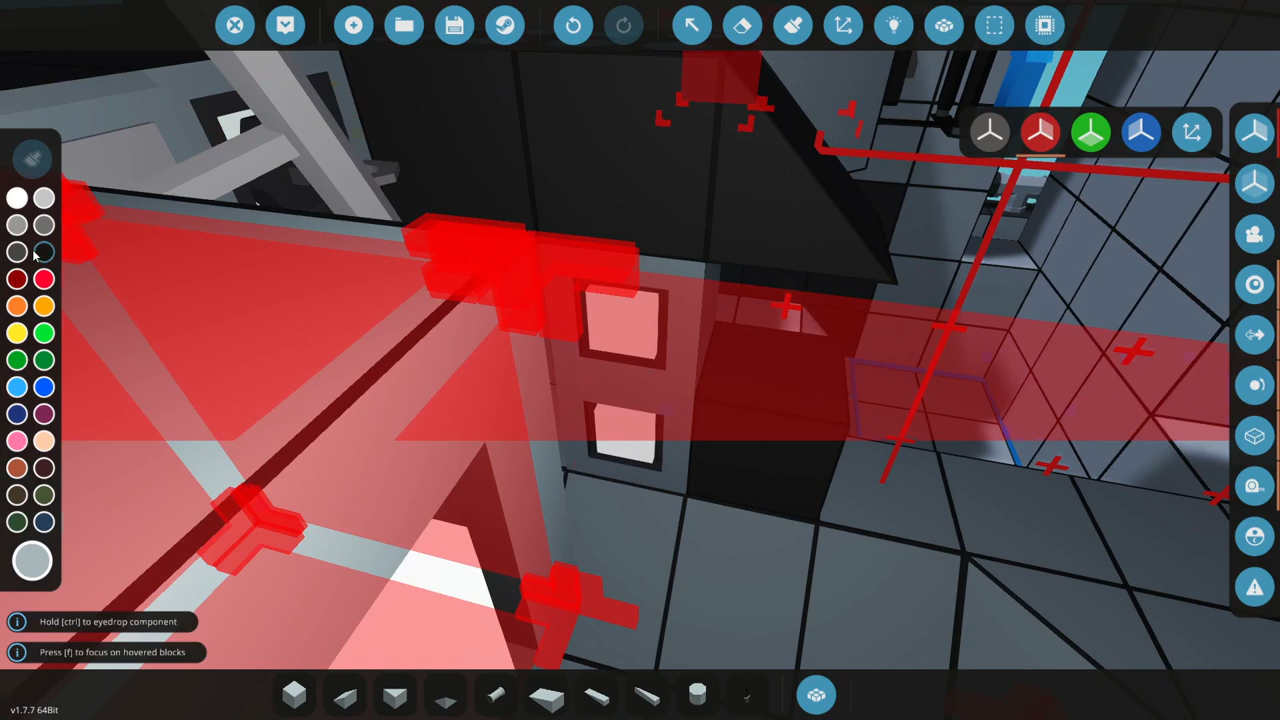 Hold [ctrl] to eyedrop component
Press [f] to focus on hovered blocks
v1.7.7 64Bit